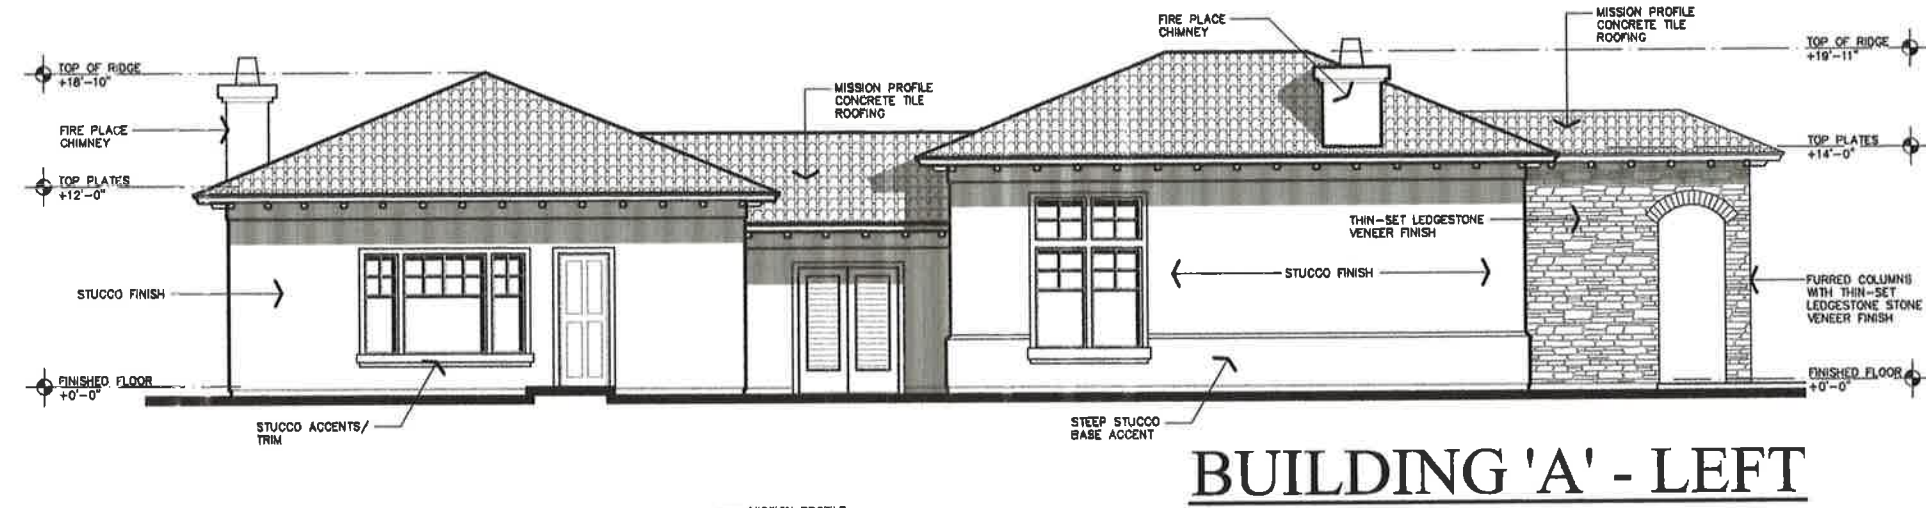 FIRE PLACE
CHIMNEY
MISSION PROFILE
CONCRETE TILE
ROOFING
TOP OF RIDGE
+19'-11"
TOP OF RIDGE
+18'-10"
MISSION PROFILE
CONCRETE TILE
ROOFING
FIRE PLACE
CHIMNEY
TOP PLATES
+14'-0"
TOP PLATES
+12'-0"
THIN-SET LEDGESTONE
VENEER FINISH
STUCCO FINISH
STUCCO FINISH
FURRED COLUMNS
WITH THIN-SET
LEDGESTONE STONE
VENEER FINISH
FINISHED FLOOR
+0'-0"
FINISHED FLOOR
+0'-0"
STUCCO ACCENTS/
TRIM
STEEP STUCCO
BASE ACCENT
BUILDING 'A' - LEFT